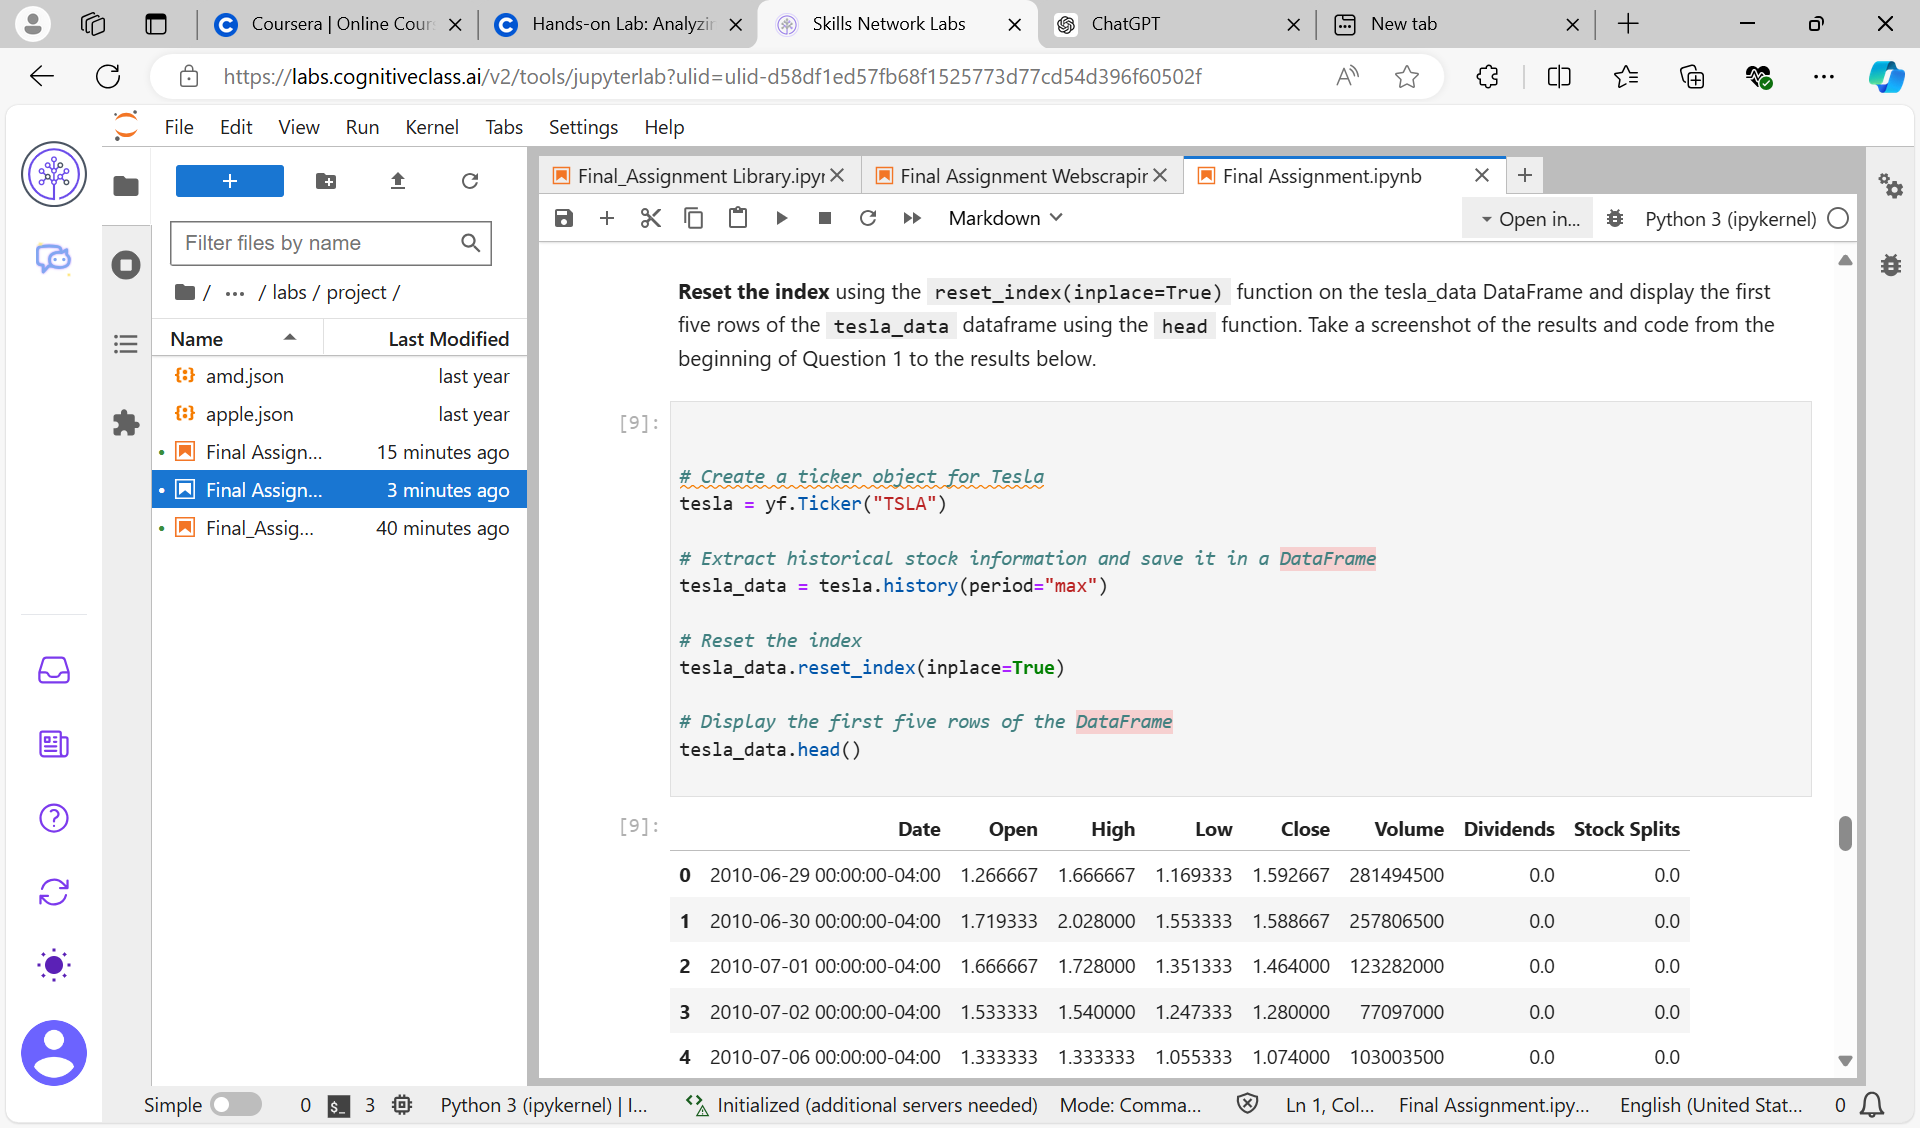 Coursera | Online Cour
Hands-on Lab: Analyzin
Skills Network Labs
ChatGPT
New tab
https://labs.cognitiveclass.ai/v2/tools/jupyterlab?ulid=ulid-d58df1ed57fb68f1525773d77cd54d396f60502f
File Edit View Run Kernel Tabs Settings Help
Final_Assignment Library.ipyn
Final Assignment Webscrapin
Final Assignment.ipynb
Markdown
Open in...
Python 3 (ipykernel)
Filter files by name
/ ... / labs / project /
Name Last Modified
amd.json last year
apple.json last year
Final Assign... 15 minutes ago
Final Assign... 3 minutes ago
Final_Assig... 40 minutes ago
Reset the index using the reset_index(inplace=True) function on the tesla_data DataFrame and display the first
five rows of the tesla_data dataframe using the head function. Take a screenshot of the results and code from the
beginning of Question 1 to the results below.
[9]:
# Create a ticker object for Tesla
tesla = yf.Ticker("TSLA")
# Extract historical stock information and save it in a DataFrame
tesla_data = tesla.history(period="max")
# Reset the index
tesla_data.reset_index(inplace=True)
# Display the first five rows of the DataFrame
tesla_data.head()
[9]:
Date Open High Low Close Volume Dividends Stock Splits
0 2010-06-29 00:00:00-04:00 1.266667 1.666667 1.169333 1.592667 281494500 0.0 0.0
1 2010-06-30 00:00:00-04:00 1.719333 2.028000 1.553333 1.588667 257806500 0.0 0.0
2 2010-07-01 00:00:00-04:00 1.666667 1.728000 1.351333 1.464000 123282000 0.0 0.0
3 2010-07-02 00:00:00-04:00 1.533333 1.540000 1.247333 1.280000 77097000 0.0 0.0
4 2010-07-06 00:00:00-04:00 1.333333 1.333333 1.055333 1.074000 103003500 0.0 0.0
Simple 0 $_ 3 Python 3 (ipykernel) | I... Initialized (additional servers needed) Mode: Comma... Ln 1, Col... Final Assignment.ipy... English (United Stat... 0